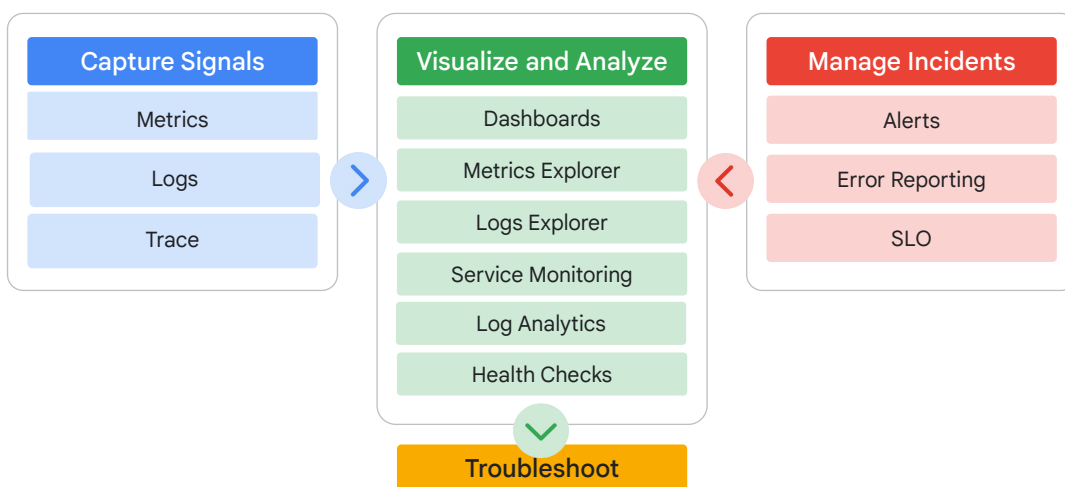 Capture Signals
Metrics
Logs
Trace
Visualize and Analyze
Dashboards
Metrics Explorer
Logs Explorer
Service Monitoring
Log Analytics
Health Checks
Manage Incidents
Alerts
Error Reporting
SLO
Troubleshoot